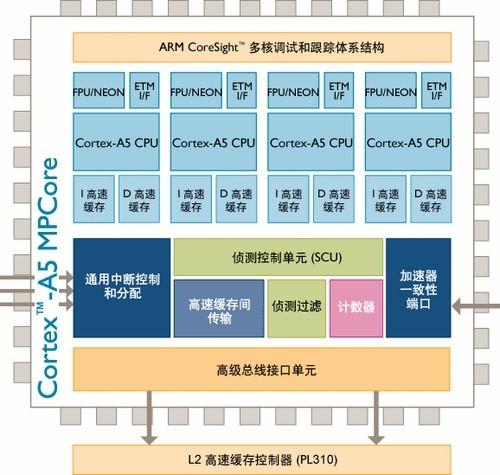 ARM CoreSight™ 多核调试和跟踪体系结构
FPU/NEON
ETM
I/F
FPU/NEON
ETM
I/F
FPU/NEON
ETM
I/F
FPU/NEON
ETM
I/F
Cortex-A5 CPU
Cortex-A5 CPU
Cortex-A5 CPU
Cortex-A5 CPU
I 高速
缓存
D 高速
缓存
I 高速
缓存
D 高速
缓存
I 高速
缓存
D 高速
缓存
I 高速
缓存
D 高速
缓存
Cortex™-A5 MPCore
通用中断控制
和分配
侦测控制单元 (SCU)
高速缓存间
传输
侦测过滤
计数器
加速器
一致性
端口
高级总线接口单元
L2 高速缓存控制器 (PL310)